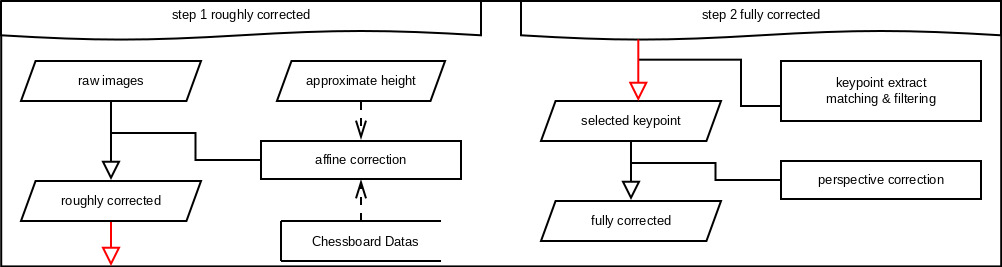 step 1 roughly corrected
raw images
approximate height
affine correction
roughly corrected
Chessboard Datas
step 2 fully corrected
keypoint extract
matching & filtering
selected keypoint
perspective correction
fully corrected